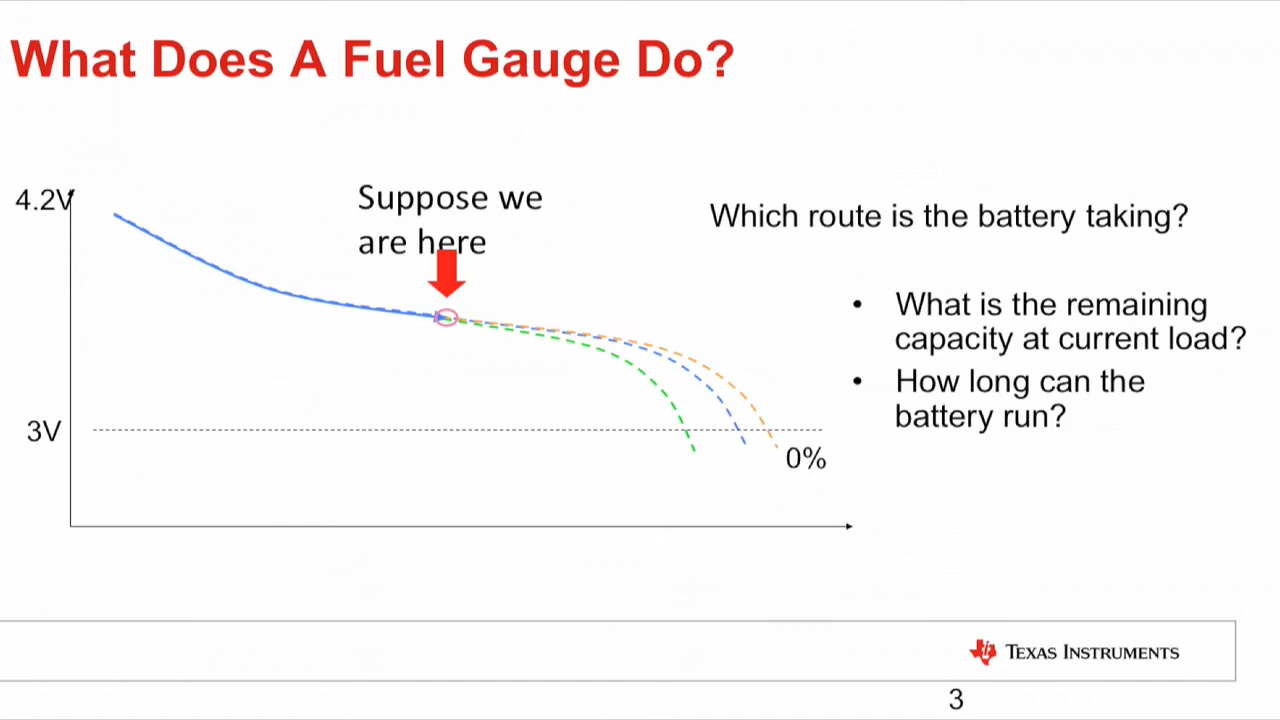 What Does A Fuel Gauge Do?
4.2V
Suppose we
are here
Which route is the battery taking?
• What is the remaining
capacity at current load?
• How long can the
battery run?
3V
0%
TEXAS INSTRUMENTS
3